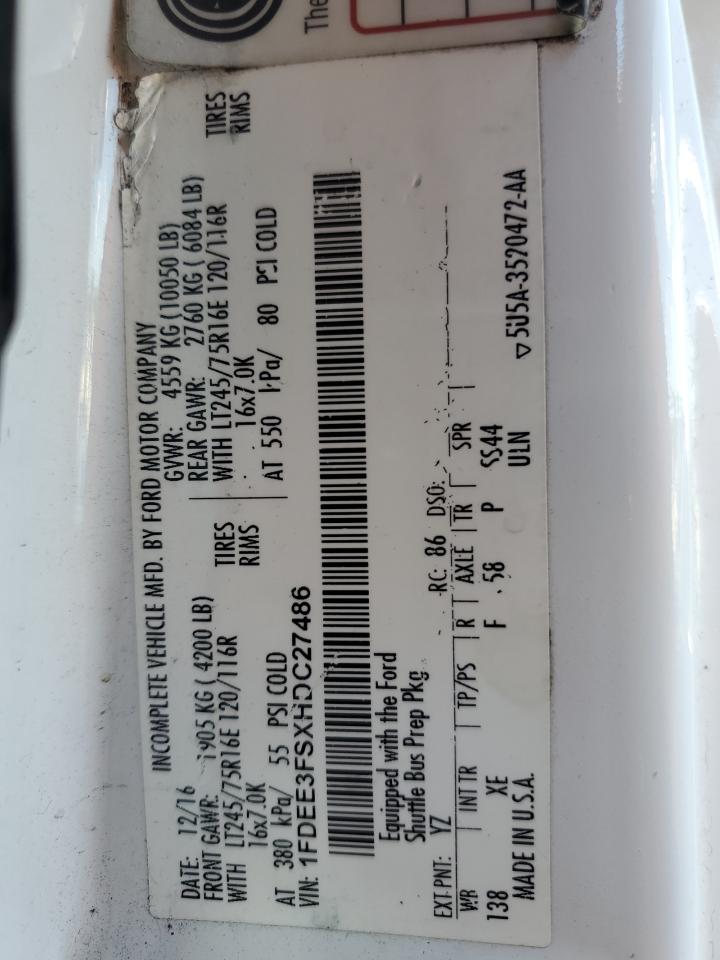 The
INCOMPLETE VEHICLE MFD. BY FORD MOTOR COMPANY
DATE: 12/16 GVWR: 4559 KG (10050 LB)
FRONT GAWR: 1905 KG ( 4200 LB) REAR GAWR: 2760 KG ( 6084 LB)
WITH LT245/75R16E 120/116R TIRES WITH LT245/75R16E 120/116R TIRES
16x7.0K RIMS 16x7.0K RIMS
AT 380 kPa/ 55 PSI COLD AT 550 kPa/ 80 PSI COLD
VIN: 1FDEE3FSXHDC27486
Equipped with the Ford
Shuttle Bus Prep Pkg
EXT PNT: YZ RC: 86 DSO:
WB INT TR TP/PS R AXLE TR SPR
138 XE F 58 P SS44
MADE IN U.S.A. ULN
▽5U5A-3520472-AA